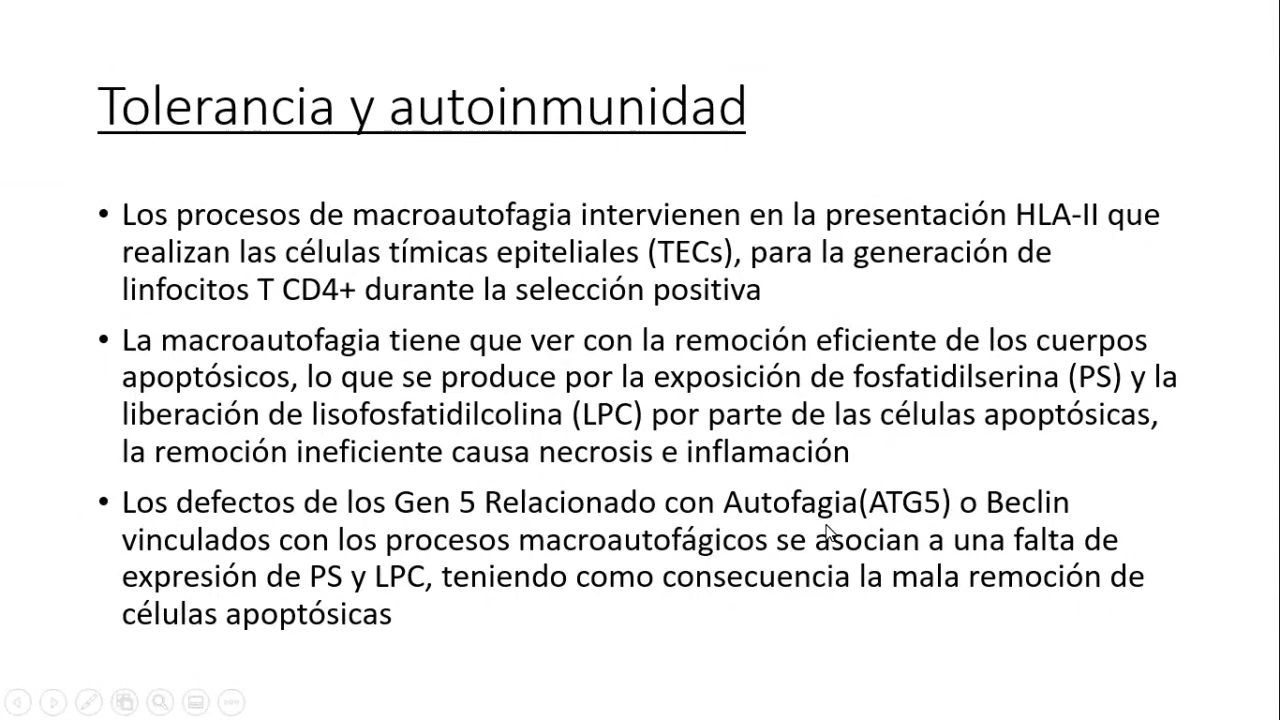 Tolerancia y autoinmunidad
• Los procesos de macroautofagia intervienen en la presentación HLA-II que
realizan las células tímicas epiteliales (TECs), para la generación de
linfocitos T CD4+ durante la selección positiva
• La macroautofagia tiene que ver con la remoción eficiente de los cuerpos
apoptósicos, lo que se produce por la exposición de fosfatidilserina (PS) y la
liberación de lisofosfatidilcolina (LPC) por parte de las células apoptósicas,
la remoción ineficiente causa necrosis e inflamación
• Los defectos de los Gen 5 Relacionado con Autofagia(ATG5) o Beclin
vinculados con los procesos macroautofágicos se asocian a una falta de
expresión de PS y LPC, teniendo como consecuencia la mala remoción de
células apoptósicas